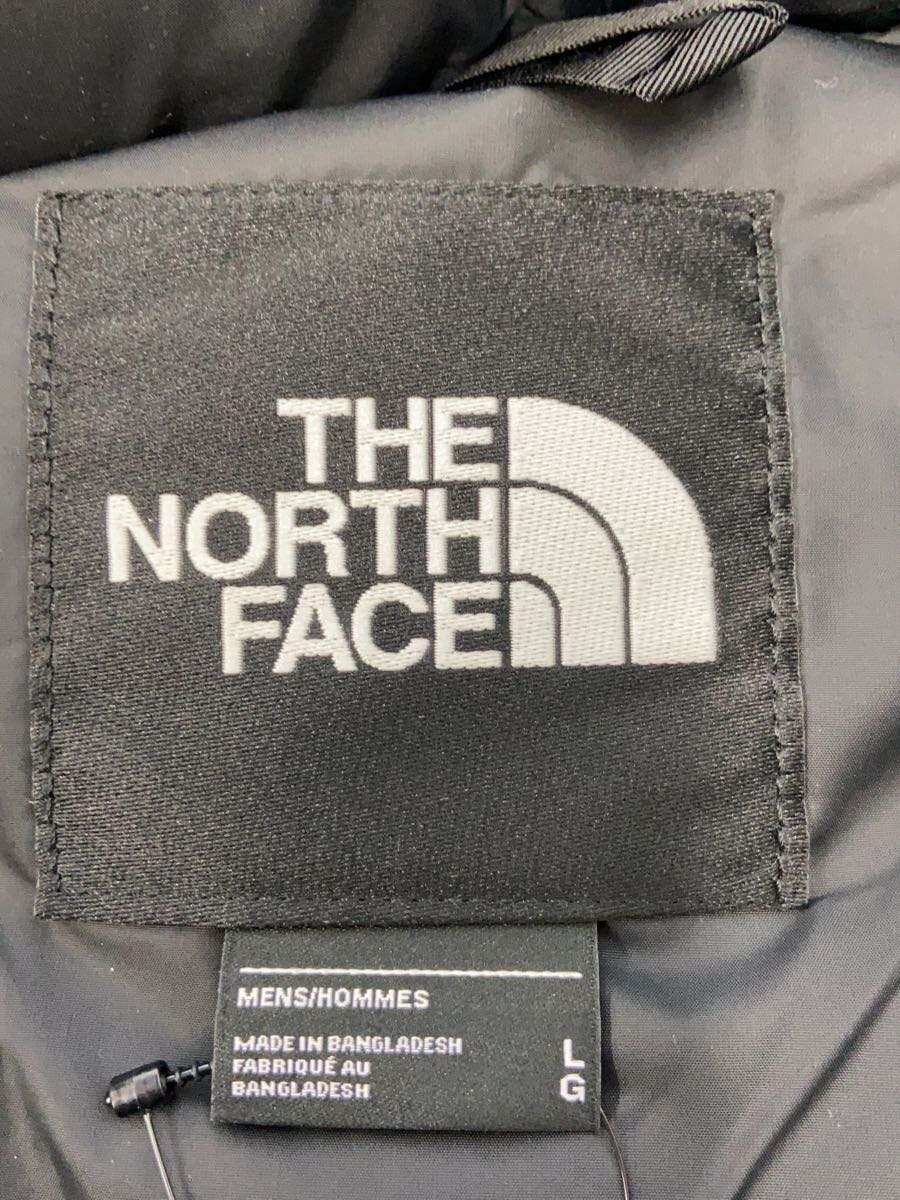 THE
NORTH
FACE
MENS/HOMMES
MADE IN BANGLADESH
FABRIQUÉ AU
BANGLADESH
L
G